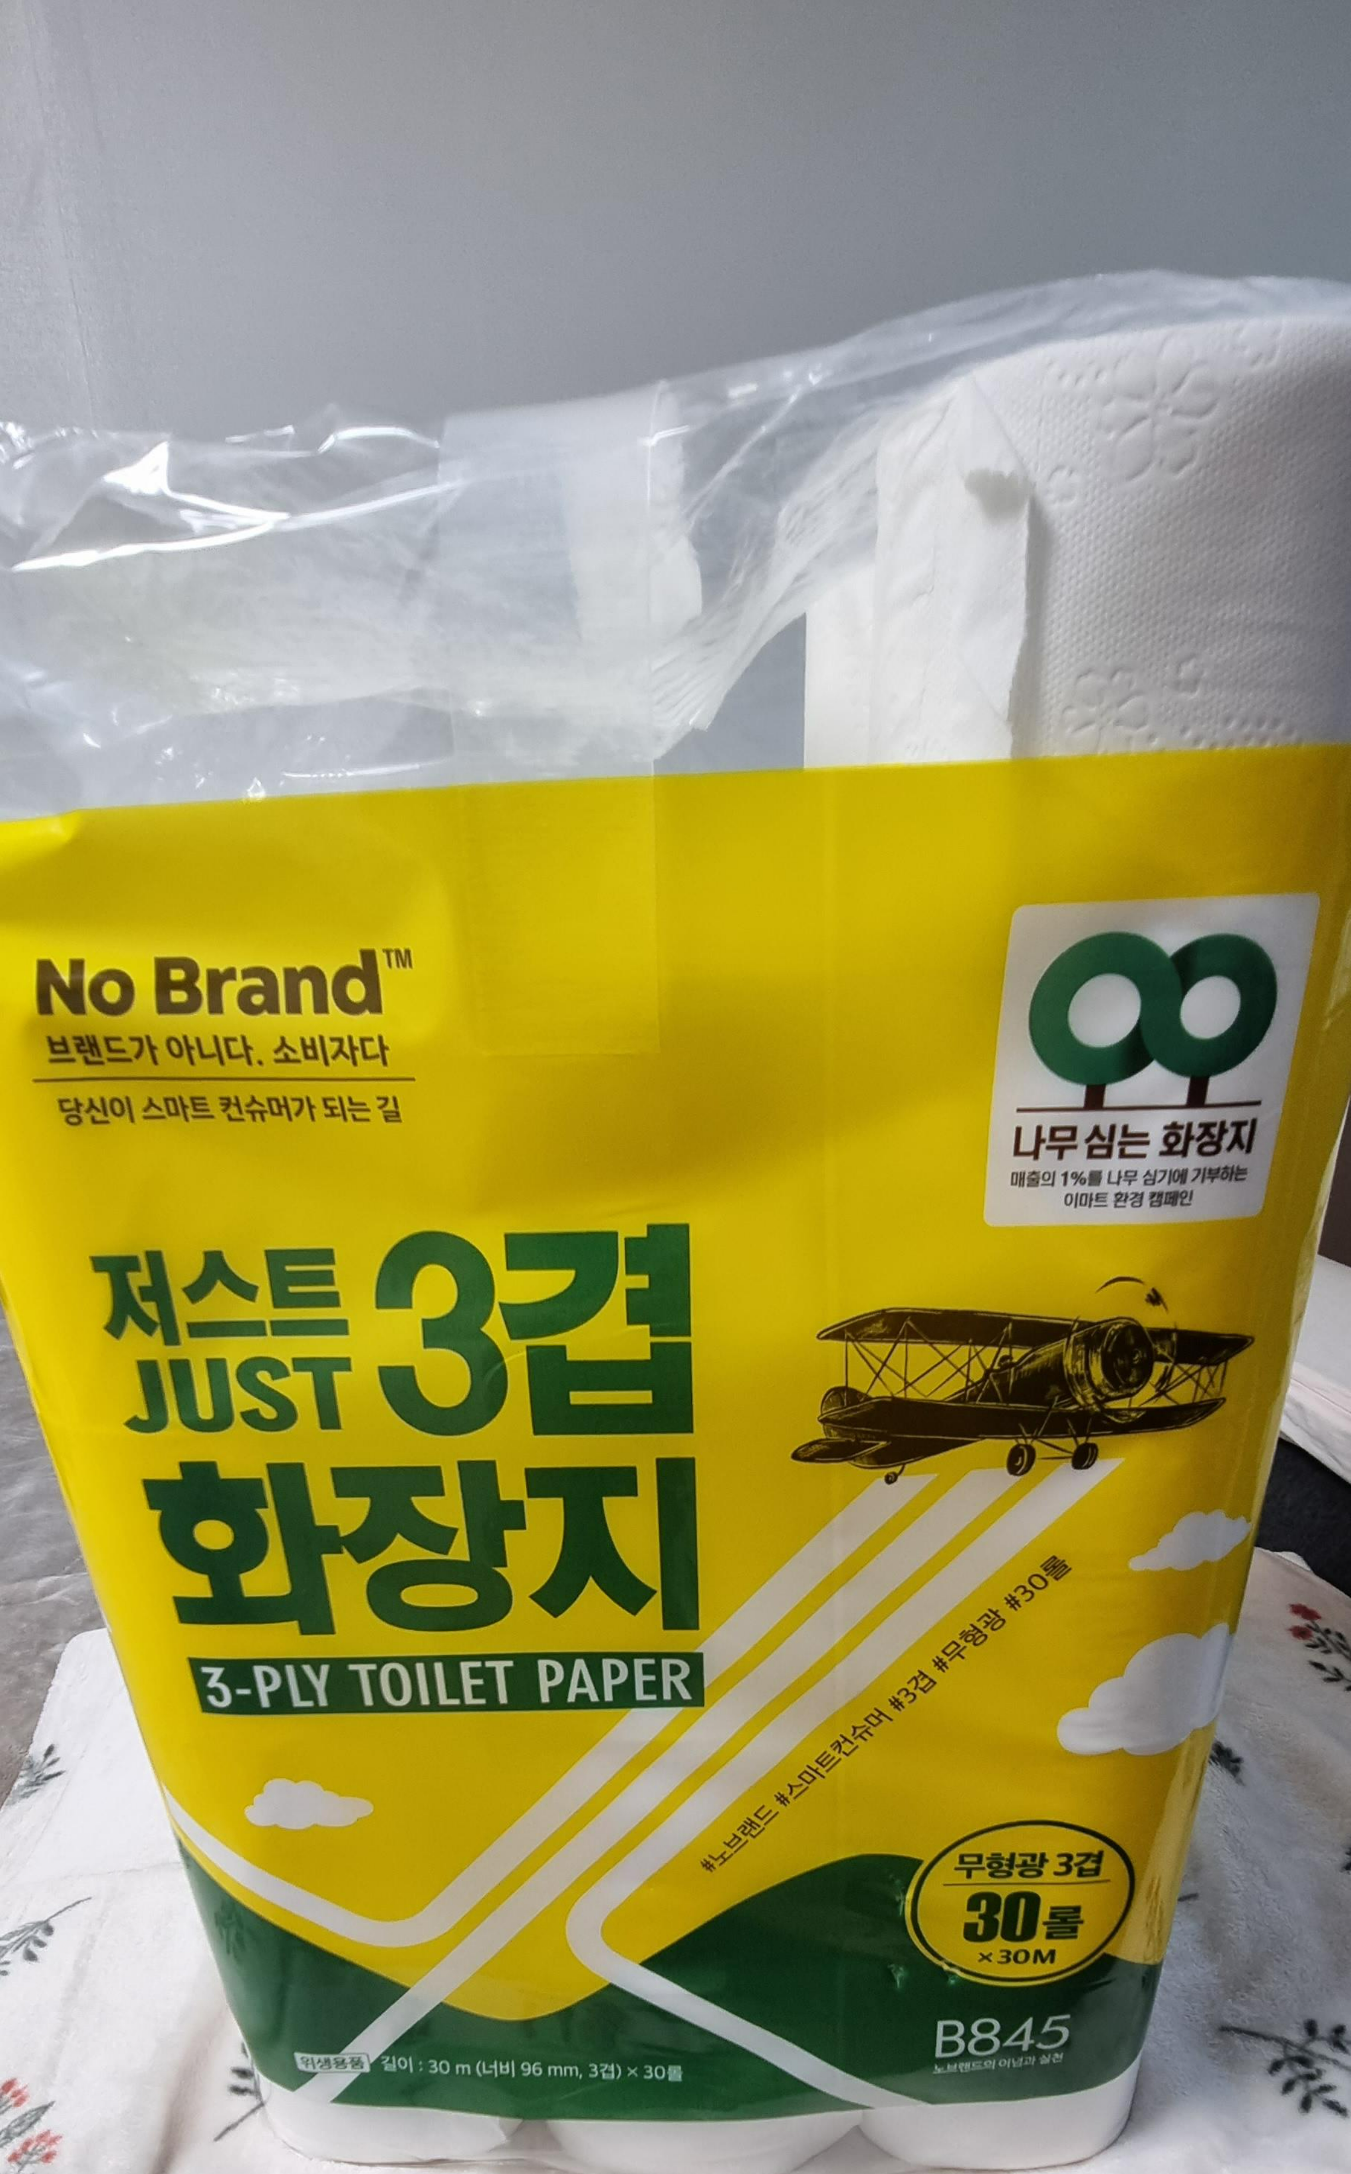 No Brand™
브랜드가 아니다. 소비자다
당신이 스마트 컨슈머가 되는 길
나무 심는 화장지
매출의 1%를 나무 심기에 기부하는
이마트 환경 캠페인
저스트 3겹
JUST
화장지
3-PLY TOILET PAPER
#노브랜드 #스마트컨슈머 #3겹 #무형광 #30롤
무형광 3겹
30롤
×30M
B845
노브랜드의 이념과 실천
위생용품 길이 : 30 m (너비 96 mm, 3겹) × 30롤